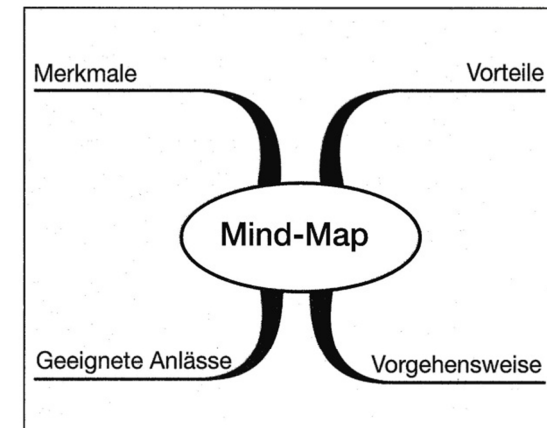 Merkmale
Vorteile
Mind-Map
Geeignete Anlässe
Vorgehensweise